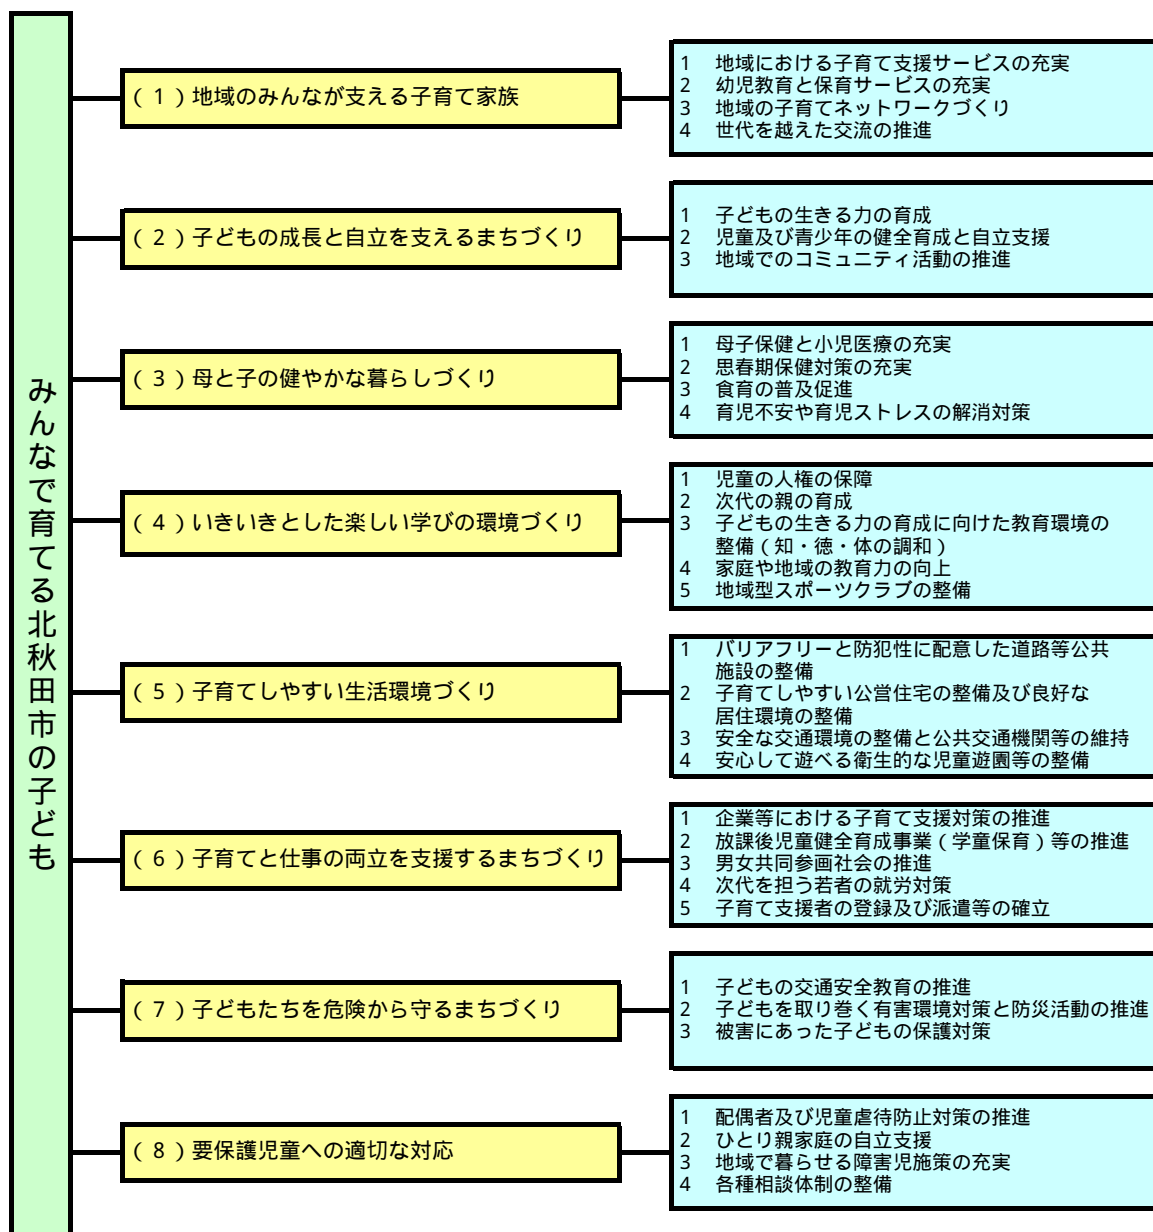 みんなで育てる北秋田市の子ども
(1)地域のみんなが支える子育て家族
1 地域における子育て支援サービスの充実
2 幼児教育と保育サービスの充実
3 地域の子育てネットワークづくり
4 世代を越えた交流の推進
(2)子どもの成長と自立を支えるまちづくり
1 子どもの生きる力の育成
2 児童及び青少年の健全育成と自立支援
3 地域でのコミュニティ活動の推進
(3)母と子の健やかな暮らしづくり
1 母子保健と小児医療の充実
2 思春期保健対策の充実
3 食育の普及促進
4 育児不安や育児ストレスの解消対策
(4)いきいきとした楽しい学びの環境づくり
1 児童の人権の保障
2 次代の親の育成
3 子どもの生きる力の育成に向けた教育環境の
整備(知・徳・体の調和)
4 家庭や地域の教育力の向上
5 地域型スポーツクラブの整備
(5)子育てしやすい生活環境づくり
1 バリアフリーと防犯性に配意した道路等公共
施設の整備
2 子育てしやすい公営住宅の整備及び良好な
居住環境の整備
3 安全な交通環境の整備と公共交通機関等の維持
4 安心して遊べる衛生的な児童遊園等の整備
(6)子育てと仕事の両立を支援するまちづくり
1 企業等における子育て支援対策の推進
2 放課後児童健全育成事業(学童保育)等の推進
3 男女共同参画社会の推進
4 次代を担う若者の就労対策
5 子育て支援者の登録及び派遣等の確立
(7)子どもたちを危険から守るまちづくり
1 子どもの交通安全教育の推進
2 子どもを取り巻く有害環境対策と防災活動の推進
3 被害にあった子どもの保護対策
(8)要保護児童への適切な対応
1 配偶者及び児童虐待防止対策の推進
2 ひとり親家庭の自立支援
3 地域で暮らせる障害児施策の充実
4 各種相談体制の整備